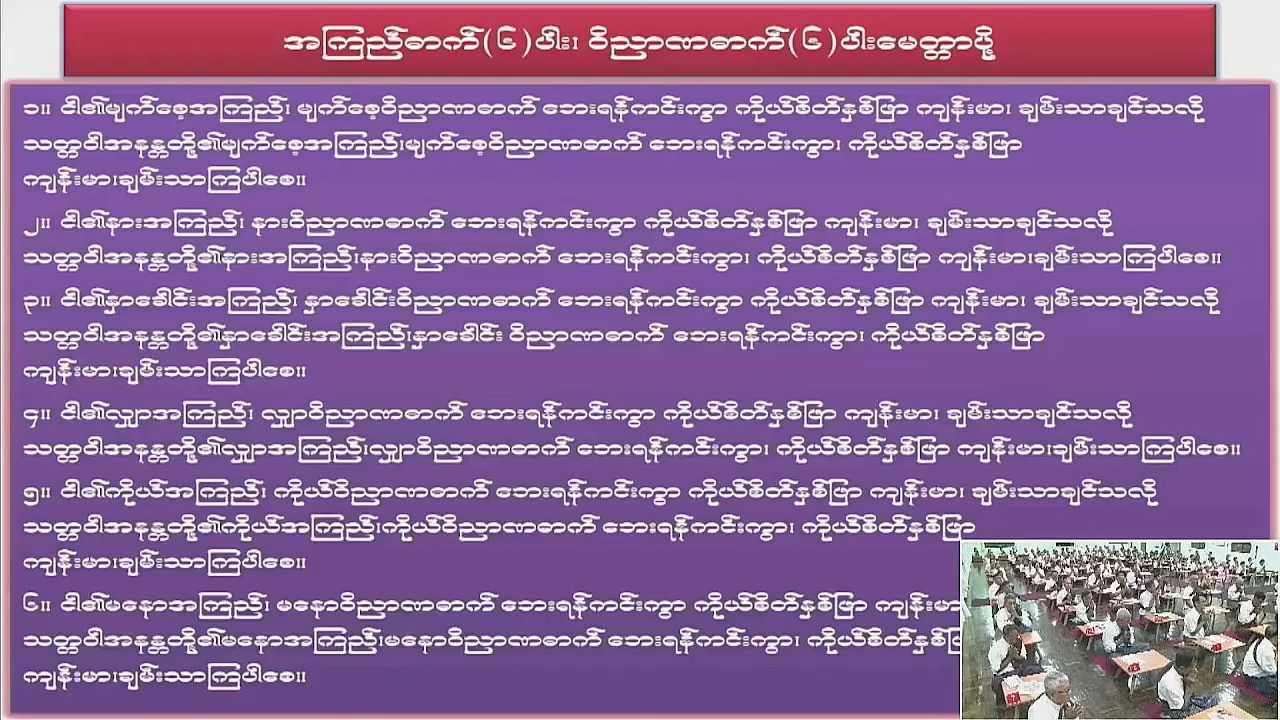 အကြည်ဓာက်(၆)ပါး၊ ဝိညာဏဓာက်(၆)ပါးမေတ္တာပို့
၁။ ငါ၏မျက်စေ့အကြည်၊ မျက်စေ့ဝိညာဏဓာက် ဘေးရန်ကင်းကွာ ကိုယ်စိတ်နှစ်ဖြာ ကျန်းမာ၊ ချမ်းသာချင်သလို
သတ္တဝါအနန္တတို့၏မျက်စေ့အကြည်၊မျက်စေ့ဝိညာဏဓာက် ဘေးရန်ကင်းကွာ၊ ကိုယ်စိတ်နှစ်ဖြာ
ကျန်းမာ၊ချမ်းသာကြပါစေ။
၂။ ငါ၏နားအကြည်၊ နားဝိညာဏဓာက် ဘေးရန်ကင်းကွာ ကိုယ်စိတ်နှစ်ဖြာ ကျန်းမာ၊ ချမ်းသာချင်သလို
သတ္တဝါအနန္တတို့၏နားအကြည်၊နားဝိညာဏဓာက် ဘေးရန်ကင်းကွာ၊ ကိုယ်စိတ်နှစ်ဖြာ ကျန်းမာ၊ချမ်းသာကြပါစေ။
၃။ ငါ၏နှာခေါင်းအကြည်၊ နှာခေါင်းဝိညာဏဓာက် ဘေးရန်ကင်းကွာ ကိုယ်စိတ်နှစ်ဖြာ ကျန်းမာ၊ ချမ်းသာချင်သလို
သတ္တဝါအနန္တတို့၏နှာခေါင်းအကြည်၊နှာခေါင်း ဝိညာဏဓာက် ဘေးရန်ကင်းကွာ၊ ကိုယ်စိတ်နှစ်ဖြာ
ကျန်းမာ၊ချမ်းသာကြပါစေ။
၄။ ငါ၏လျှာအကြည်၊ လျှာဝိညာဏဓာက် ဘေးရန်ကင်းကွာ ကိုယ်စိတ်နှစ်ဖြာ ကျန်းမာ၊ ချမ်းသာချင်သလို
သတ္တဝါအနန္တတို့၏လျှာအကြည်၊လျှာဝိညာဏဓာက် ဘေးရန်ကင်းကွာ၊ ကိုယ်စိတ်နှစ်ဖြာ ကျန်းမာ၊ချမ်းသာကြပါစေ။
၅။ ငါ၏ကိုယ်အကြည်၊ ကိုယ်ဝိညာဏဓာက် ဘေးရန်ကင်းကွာ ကိုယ်စိတ်နှစ်ဖြာ ကျန်းမာ၊ ချမ်းသာချင်သလို
သတ္တဝါအနန္တတို့၏ကိုယ်အကြည်၊ကိုယ်ဝိညာဏဓာက် ဘေးရန်ကင်းကွာ၊ ကိုယ်စိတ်နှစ်ဖြာ
ကျန်းမာ၊ချမ်းသာကြပါစေ။
၆။ ငါ၏မနောအကြည်၊ မနောဝိညာဏဓာက် ဘေးရန်ကင်းကွာ ကိုယ်စိတ်နှစ်ဖြာ ကျန်းမာ
သတ္တဝါအနန္တတို့၏မနောအကြည်၊မနောဝိညာဏဓာက် ဘေးရန်ကင်းကွာ၊
ကျန်းမာ၊ချမ်းသာကြပါစေ။